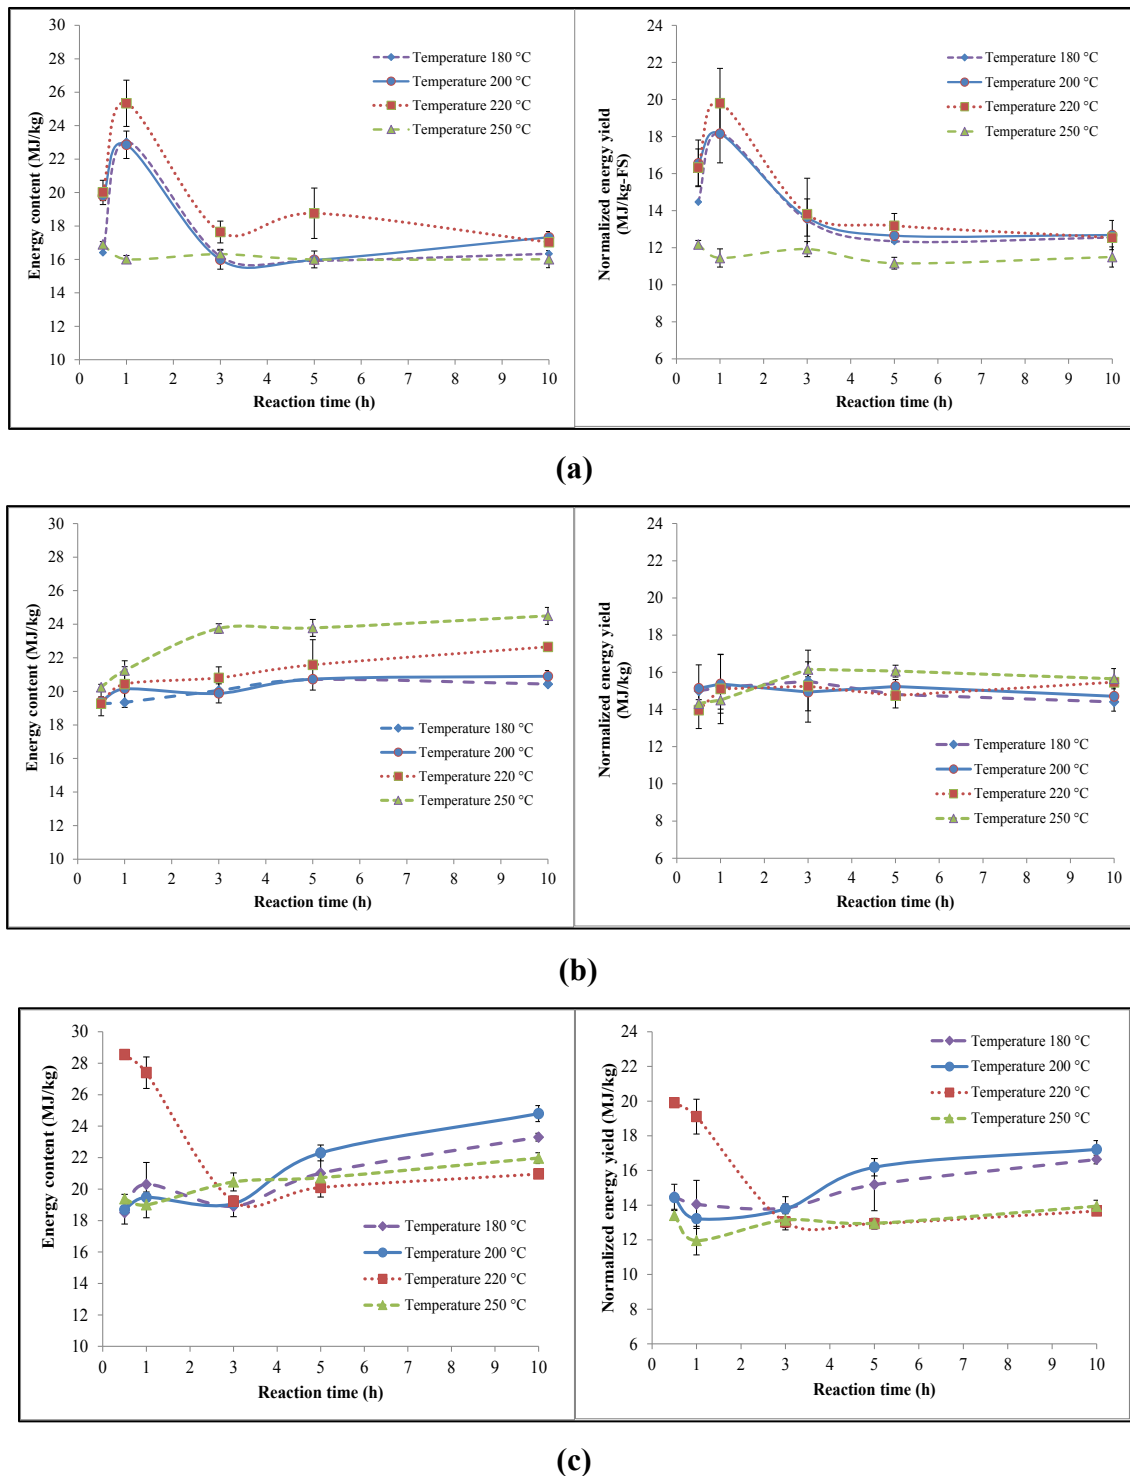 30
28
26
24
22
20
18
16
14
12
10
Energy content (MJ/kg)
0 1 2 3 4 5 6 7 8 9 10
Reaction time (h)
Temperature 180 °C
Temperature 200 °C
Temperature 220 °C
Temperature 250 °C
24
22
20
18
16
14
12
10
8
6
Normalized energy yield
(MJ/kg-FS)
0 1 2 3 4 5 6 7 8 9 10
Reaction time (h)
Temperature 180 °C
Temperature 200 °C
Temperature 220 °C
Temperature 250 °C
(a)
30
28
26
24
22
20
18
16
14
12
10
Energy content (MJ/kg)
0 1 2 3 4 5 6 7 8 9 10
Reaction time (h)
Temperature 180 °C
Temperature 200 °C
Temperature 220 °C
Temperature 250 °C
24
22
20
18
16
14
12
10
8
6
Normalized energy yield
(MJ/kg)
0 1 2 3 4 5 6 7 8 9 10
Reaction time (h)
Temperature 180 °C
Temperature 200 °C
Temperature 220 °C
Temperature 250 °C
(b)
30
28
26
24
22
20
18
16
14
12
10
Energy content (MJ/kg)
0 1 2 3 4 5 6 7 8 9 10
Reaction time (h)
Temperature 180 °C
Temperature 200 °C
Temperature 220 °C
Temperature 250 °C
24
22
20
18
16
14
12
10
8
6
Normalized energy yield (MJ/kg)
0 1 2 3 4 5 6 7 8 9 10
Reaction time (h)
Temperature 180 °C
Temperature 200 °C
Temperature 220 °C
Temperature 250 °C
(c)